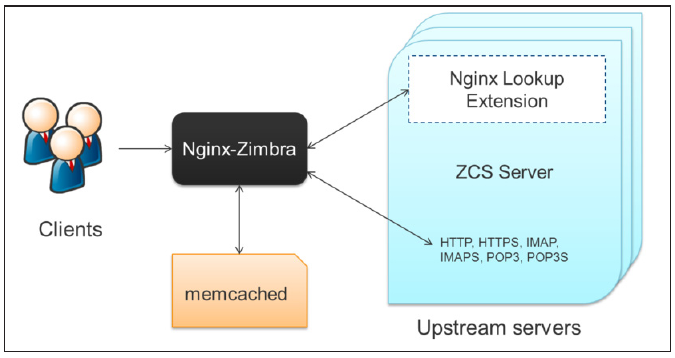 Nginx Lookup
Extension
Nginx-Zimbra
ZCS Server
Clients
HTTP, HTTPS, IMAP,
IMAPS, POP3, POP3S
memcached
Upstream servers